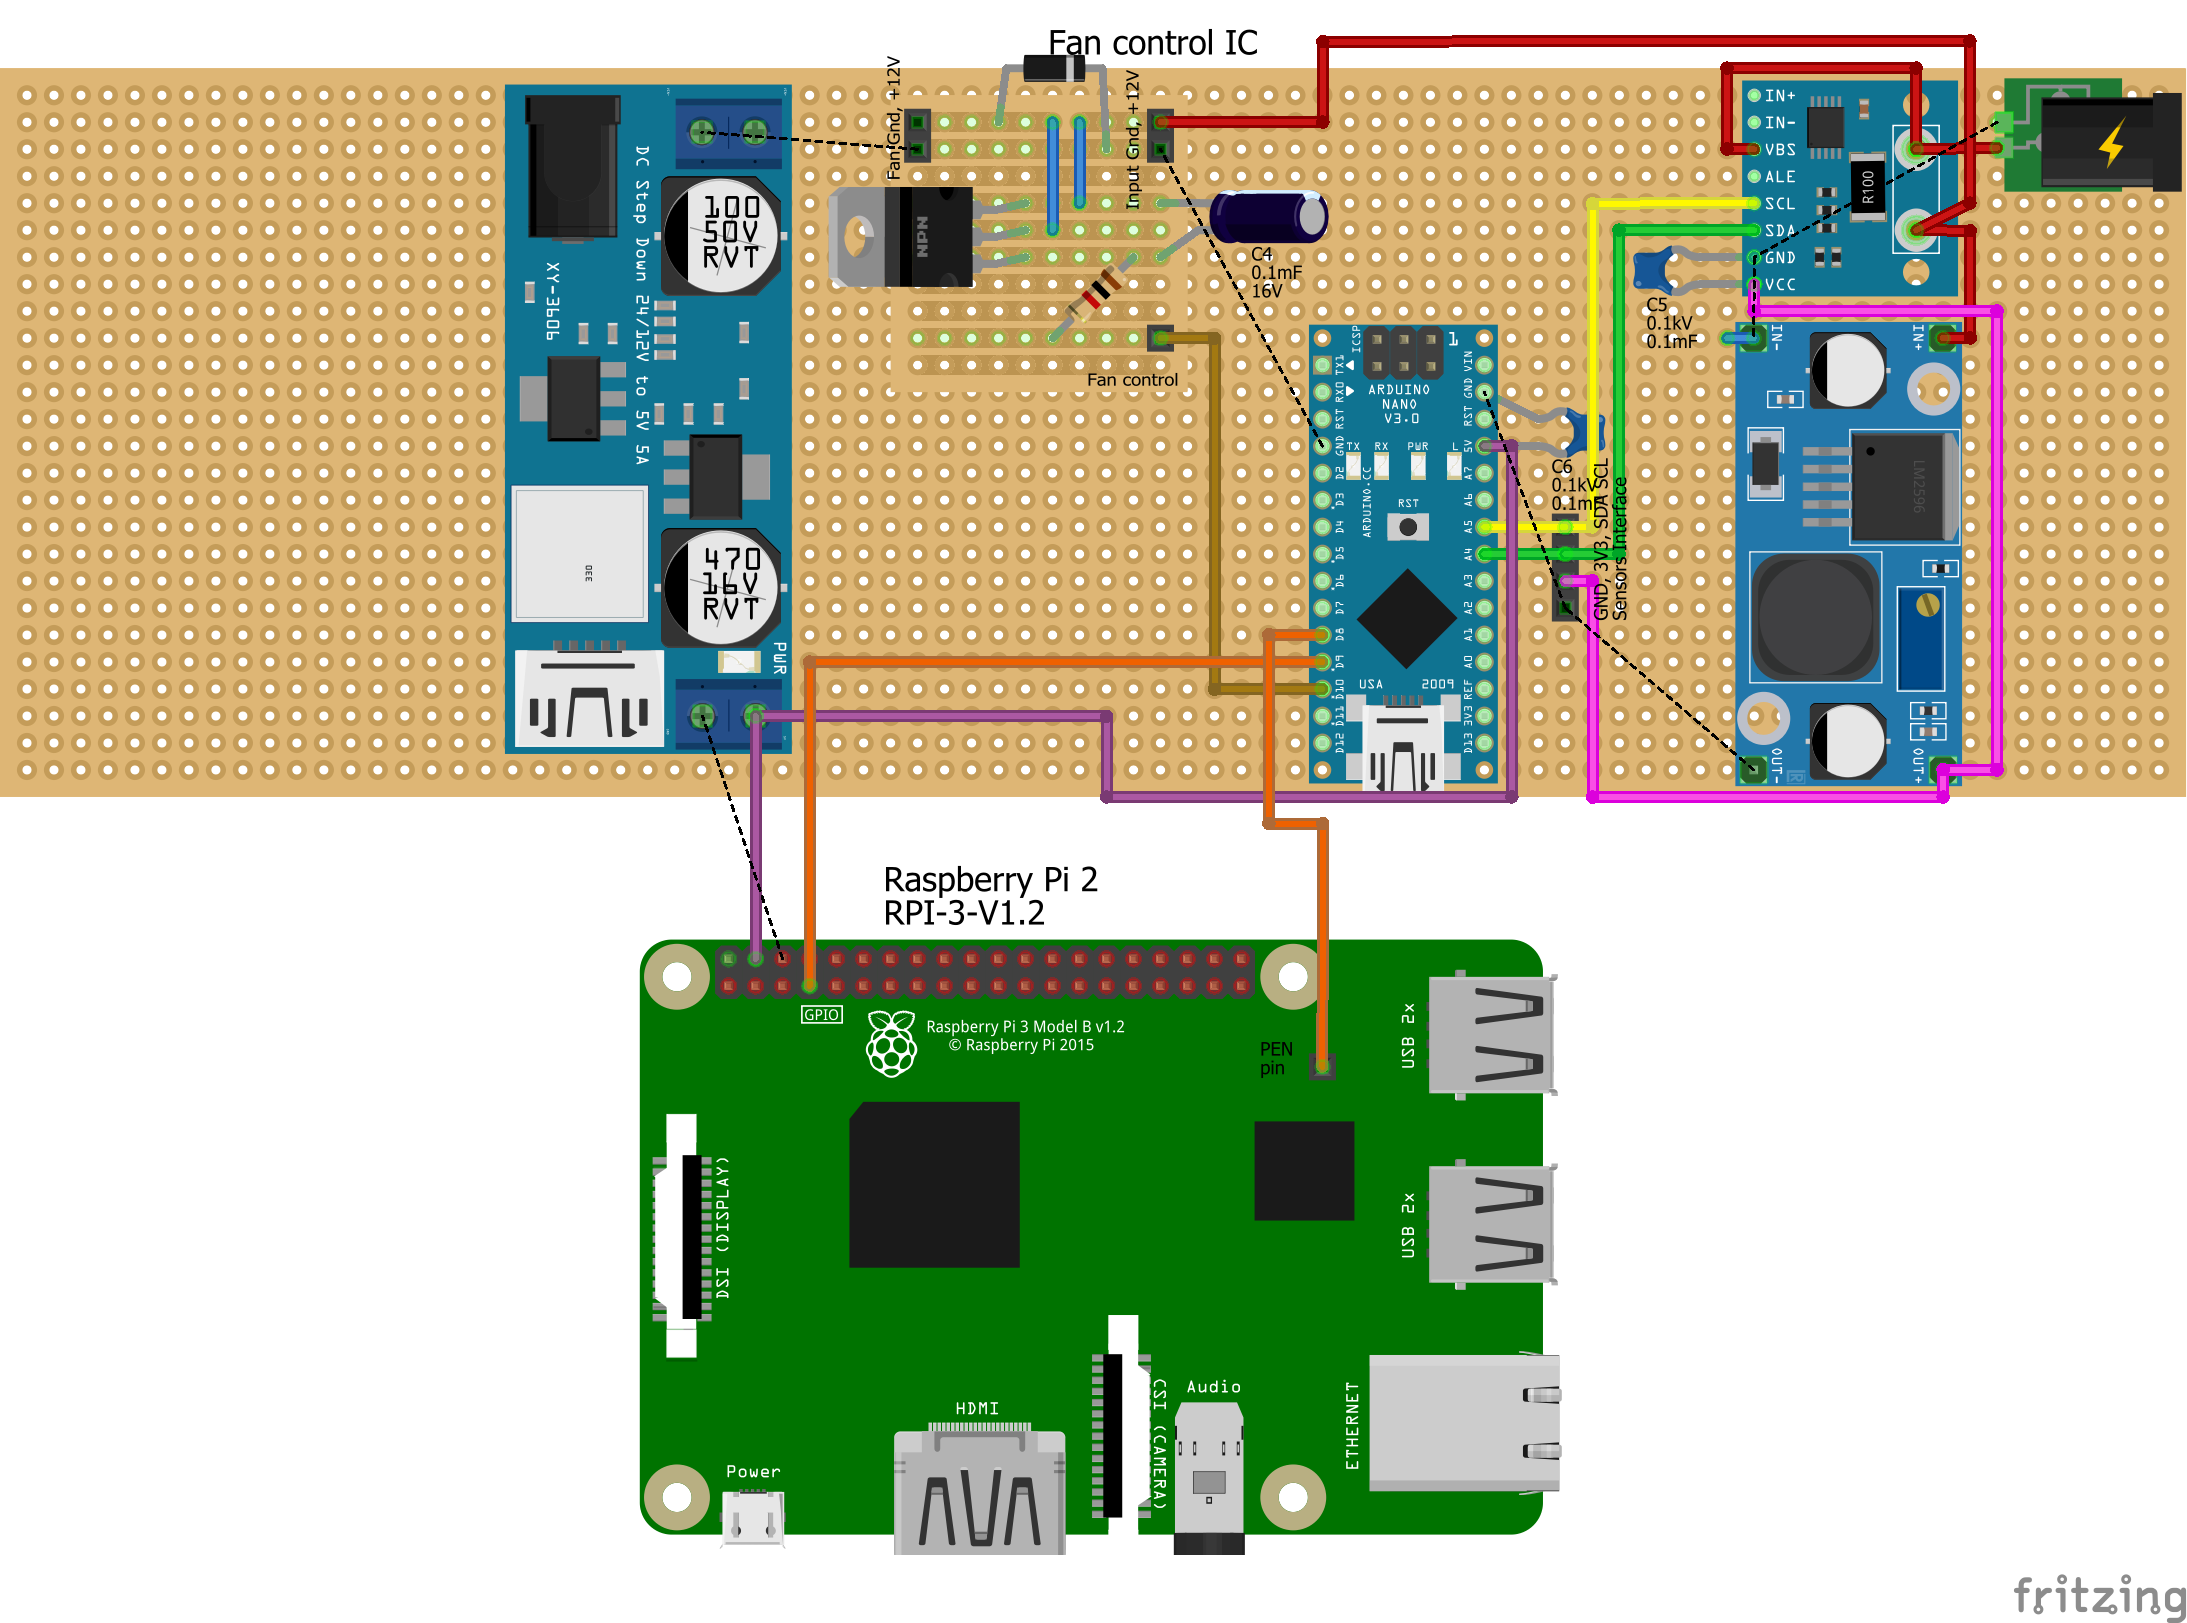 Fan control IC
Fan Gnd, +12V
Input Gnd, +12V
DC Step Down 24/12V to 5V 5A
XY-3606
100
50V
RVT
330
470
16V
RVT
PWR
NPN
C4
0.1mF
16V
Fan control
IN+
IN-
VBS
ALE
SCL
SDA
GND
VCC
R100
C5
0.1kV
0.1mF
IN-
IN+
LM2596
OUT-
OUT+
R
ICSP
1
ARDUINO
NANO
V3.0
TX1
RX0
RST
GND
D2
D3
D4
D5
D6
D7
D8
D9
D10
D11
D12
VIN
GND
RST
5V
A7
A6
A5
A4
A3
A2
A1
A0
REF
3V3
D13
TX RX PWR L
ARDUINO.CC
RST
USA 2009
C6
0.1kV
0.1m
GND, 3V3, SDA SCL
Sensors Interface
Raspberry Pi 2
RPI-3-V1.2
GPIO
Raspberry Pi 3 Model B v1.2
© Raspberry Pi 2015
PEN
pin
USB 2x
USB 2x
DSI (DISPLAY)
CSI (CAMERA)
Audio
HDMI
ETHERNET
Power
fritzing